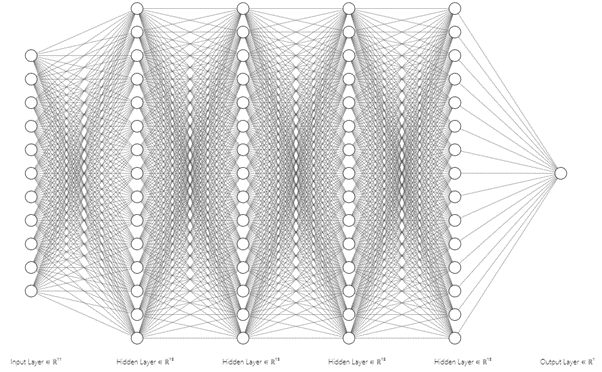 Input Layer ∈ ℝ¹¹
Hidden Layer ∈ ℝ¹⁵
Hidden Layer ∈ ℝ¹⁵
Hidden Layer ∈ ℝ¹⁵
Hidden Layer ∈ ℝ¹⁵
Output Layer ∈ ℝ¹